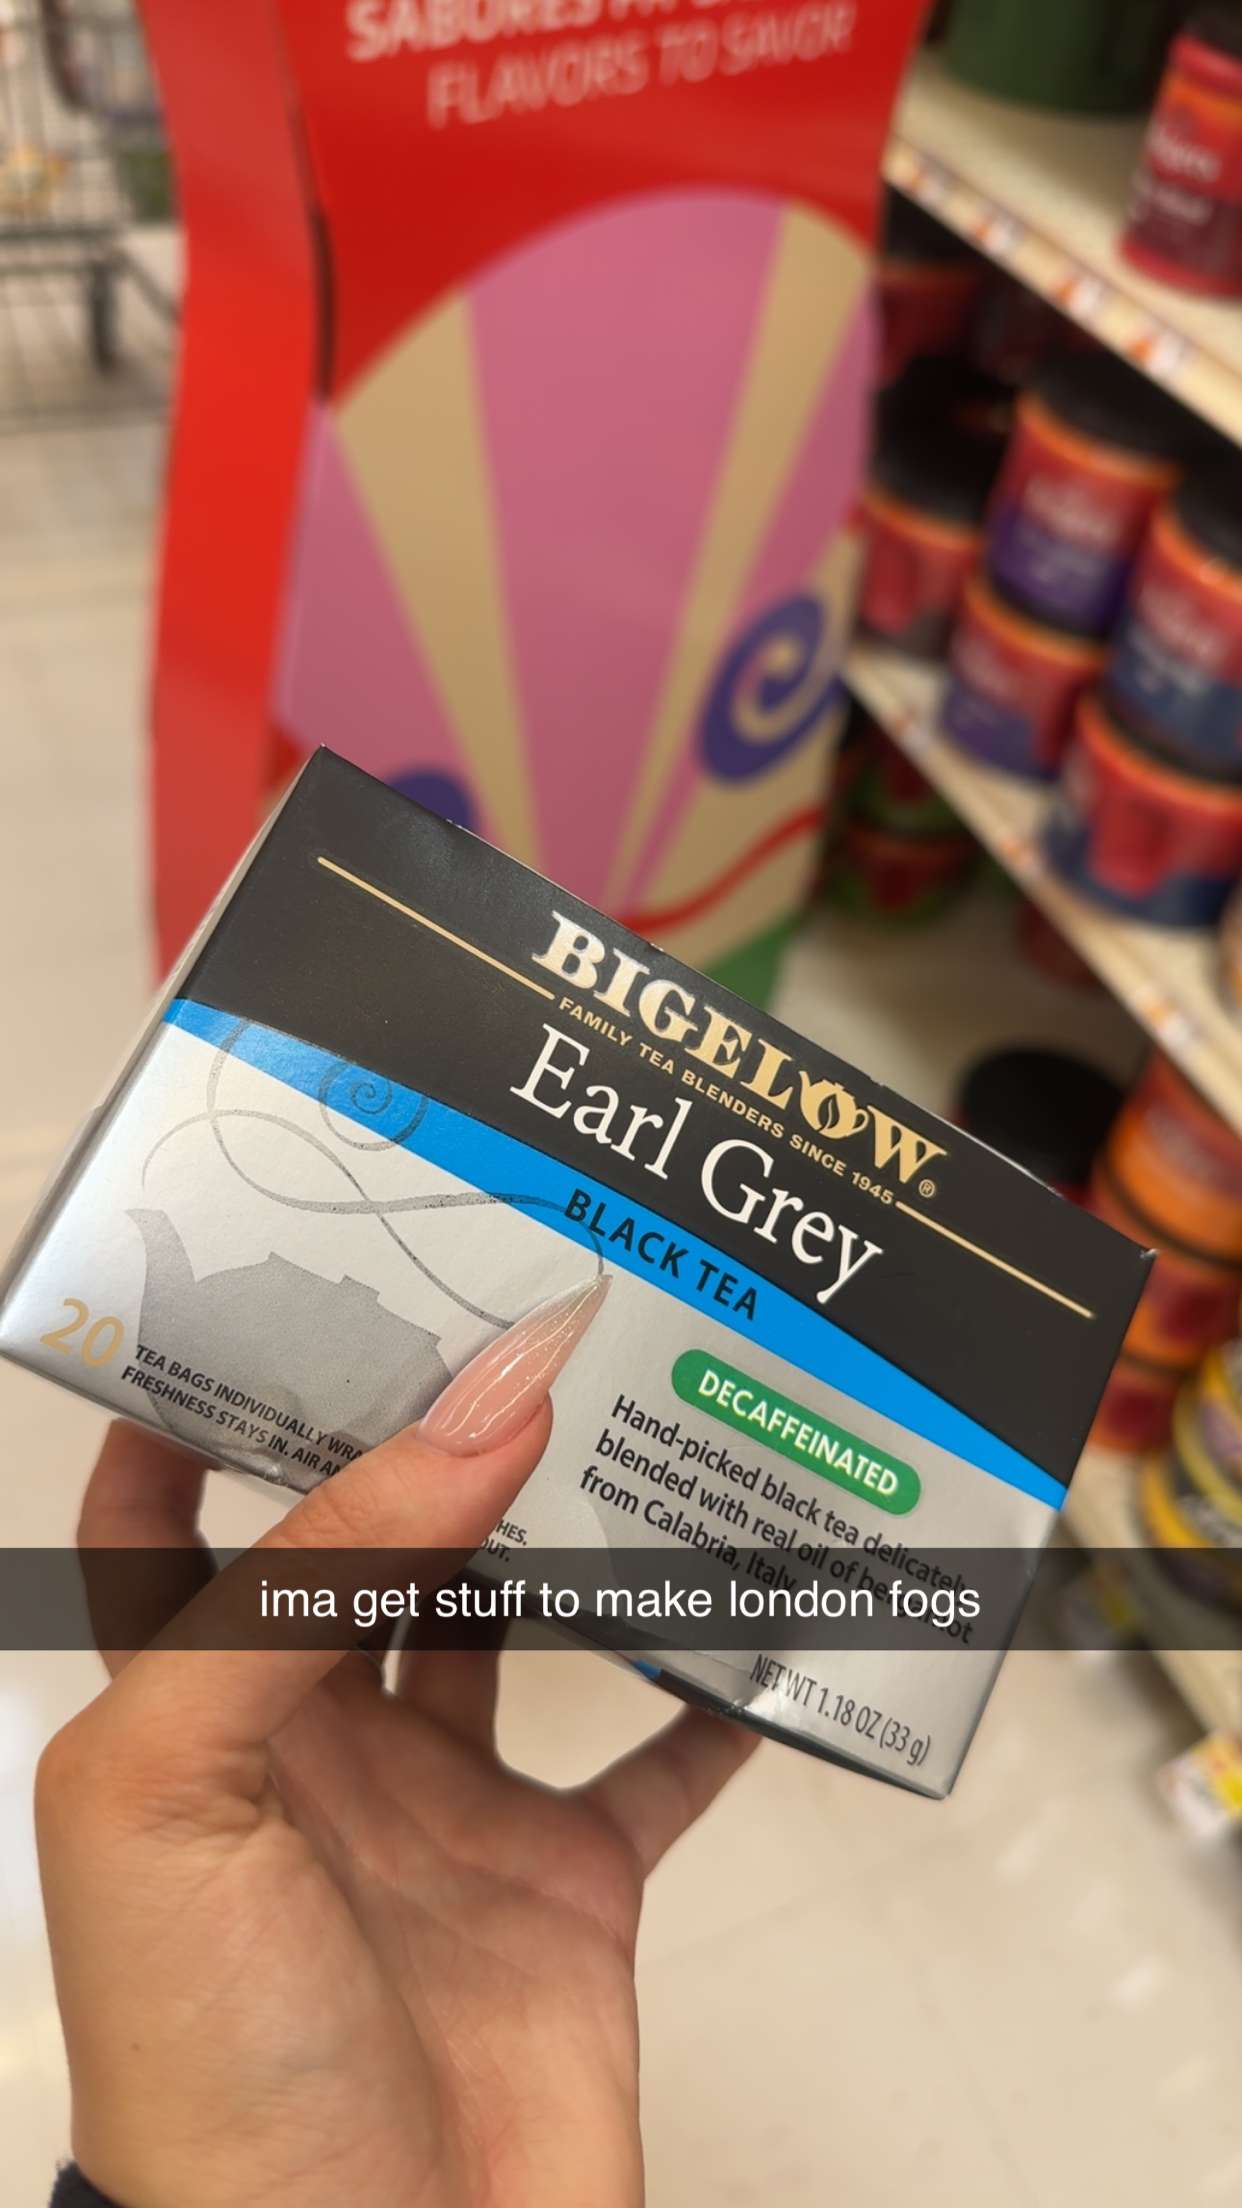 FLAVORS TO SAVOR
BIGELOW®
FAMILY TEA BLENDERS SINCE 1945
Earl Grey
BLACK TEA
DECAFFEINATED
Hand-picked black tea delicately
blended with real oil of bergamot
from Calabria, Italy
20
TEA BAGS INDIVIDUALLY
FRESHNESS STAYS IN. AIR
ima get stuff to make london fogs
NET WT 1.18 OZ (33 g)